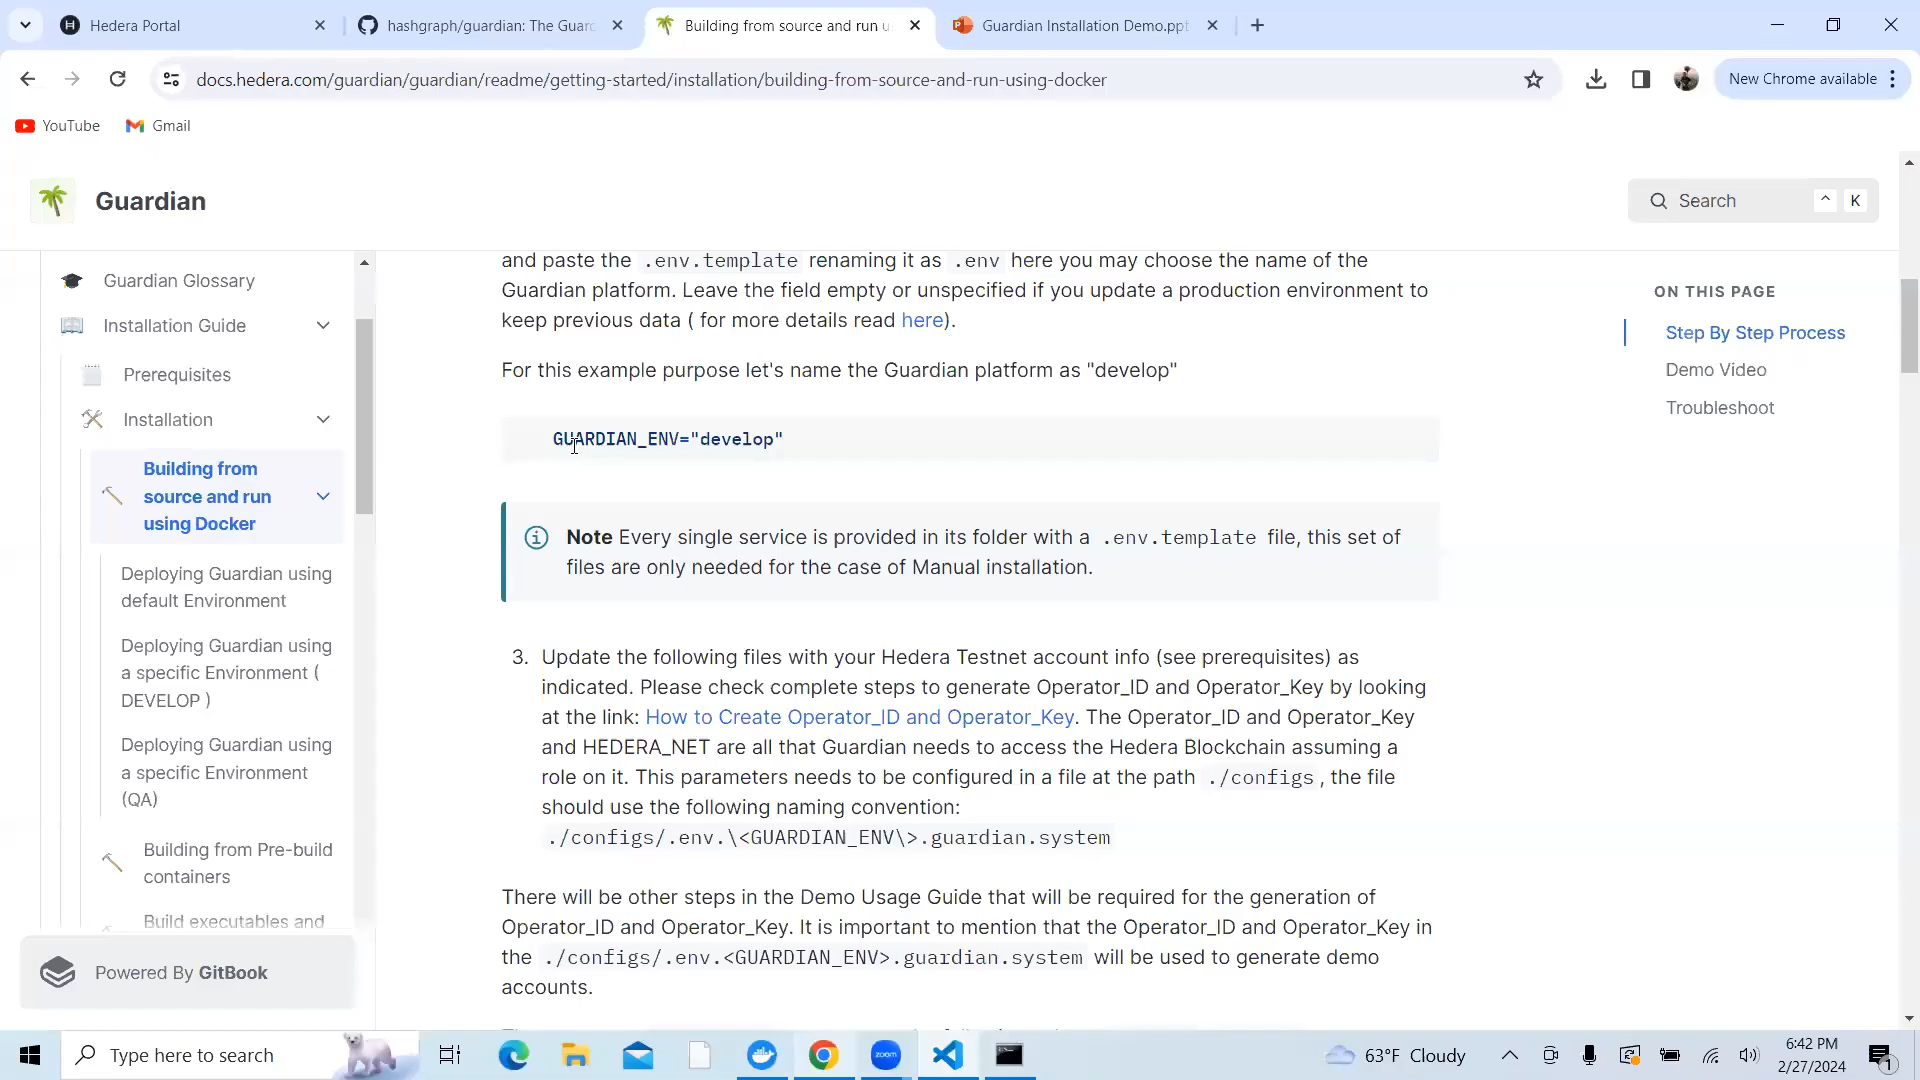 Hedera Portal
hashgraph/guardian: The Guar
Building from source and run u
Guardian Installation Demo.ppt
docs.hedera.com/guardian/guardian/readme/getting-started/installation/building-from-source-and-run-using-docker
New Chrome available
YouTube
Gmail
Guardian
Search ^ K
Guardian Glossary
Installation Guide
Prerequisites
Installation
Building from
source and run
using Docker
Deploying Guardian using
default Environment
Deploying Guardian using
a specific Environment (
DEVELOP )
Deploying Guardian using
a specific Environment
(QA)
Building from Pre-build
containers
Build executables and
Powered By GitBook
and paste the .env.template renaming it as .env here you may choose the name of the
Guardian platform. Leave the field empty or unspecified if you update a production environment to
keep previous data ( for more details read here).
For this example purpose let's name the Guardian platform as "develop"
GUARDIAN_ENV="develop"
Note Every single service is provided in its folder with a .env.template file, this set of
files are only needed for the case of Manual installation.
3. Update the following files with your Hedera Testnet account info (see prerequisites) as
indicated. Please check complete steps to generate Operator_ID and Operator_Key by looking
at the link: How to Create Operator_ID and Operator_Key. The Operator_ID and Operator_Key
and HEDERA_NET are all that Guardian needs to access the Hedera Blockchain assuming a
role on it. This parameters needs to be configured in a file at the path ./configs, the file
should use the following naming convention:
./configs/.env.\<GUARDIAN_ENV\>.guardian.system
There will be other steps in the Demo Usage Guide that will be required for the generation of
Operator_ID and Operator_Key. It is important to mention that the Operator_ID and Operator_Key in
the ./configs/.env.<GUARDIAN_ENV>.guardian.system will be used to generate demo
accounts.
ON THIS PAGE
Step By Step Process
Demo Video
Troubleshoot
Type here to search
zoom
63°F Cloudy
6:42 PM
2/27/2024
1